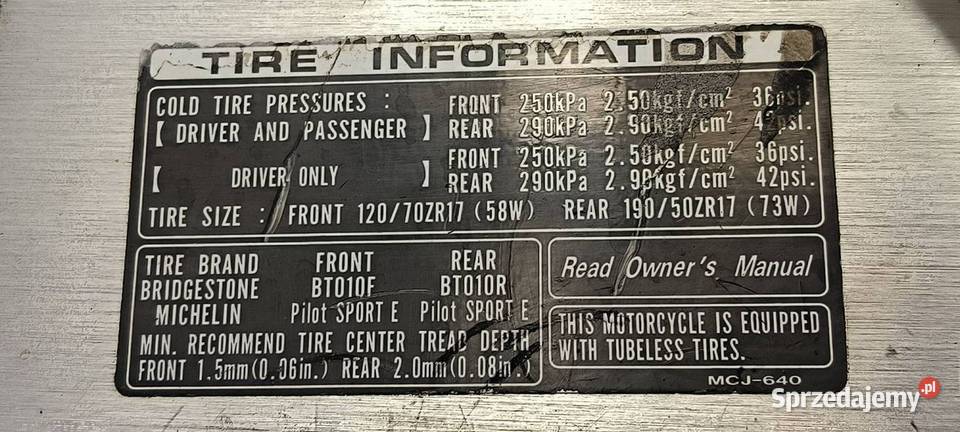 TIRE INFORMATION
COLD TIRE PRESSURES : FRONT 250kPa 2.50kgf/cm² 36psi.
【 DRIVER AND PASSENGER 】 REAR 290kPa 2.90kgf/cm² 42psi.
FRONT 250kPa 2.50kgf/cm² 36psi.
【 DRIVER ONLY 】 REAR 290kPa 2.90kgf/cm² 42psi.
TIRE SIZE : FRONT 120/70ZR17 (58W) REAR 190/50ZR17 (73W)
TIRE BRAND FRONT REAR
BRIDGESTONE BT010F BT010R
MICHELIN Pilot SPORT E Pilot SPORT E
MIN. RECOMMEND TIRE CENTER TREAD DEPTH
FRONT 1.5mm(0.06in.) REAR 2.0mm(0.08in.)
Read Owner's Manual
THIS MOTORCYCLE IS EQUIPPED
WITH TUBELESS TIRES.
MCJ-640
Sprzedajemy.pl